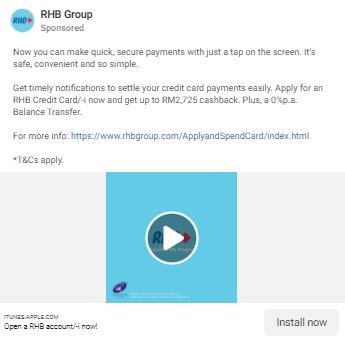 RHB Group
Sponsored
Now you can make quick, secure payments with just a tap on the screen. It's
safe, convenient and so simple.
Get timely notifications to settle your credit card payments easily. Apply for an
RHB Credit Card/-i now and get up to RM2,725 cashback. Plus, a 0%p.a.
Balance Transfer.
For more info: https://www.rhbgroup.com/ApplyandSpendCard/index.html
*T&Cs apply.
ITUNES.APPLE.COM
Open a RHB account/-i now!
Install now